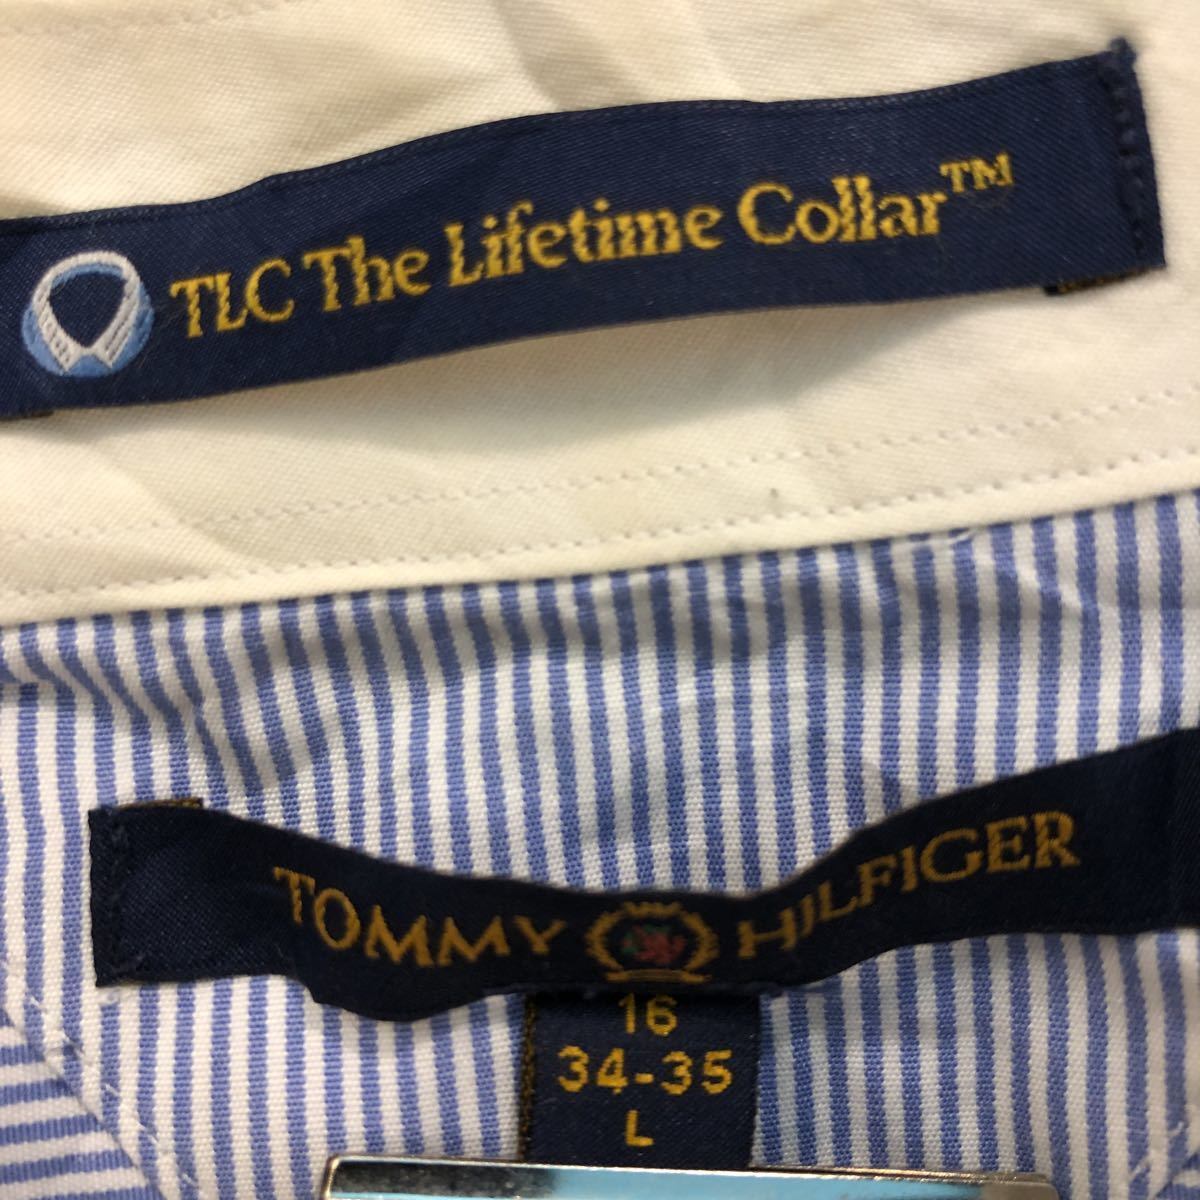 TLC The Lifetime Collar™
TOMMY HILFIGER
16
34-35
L